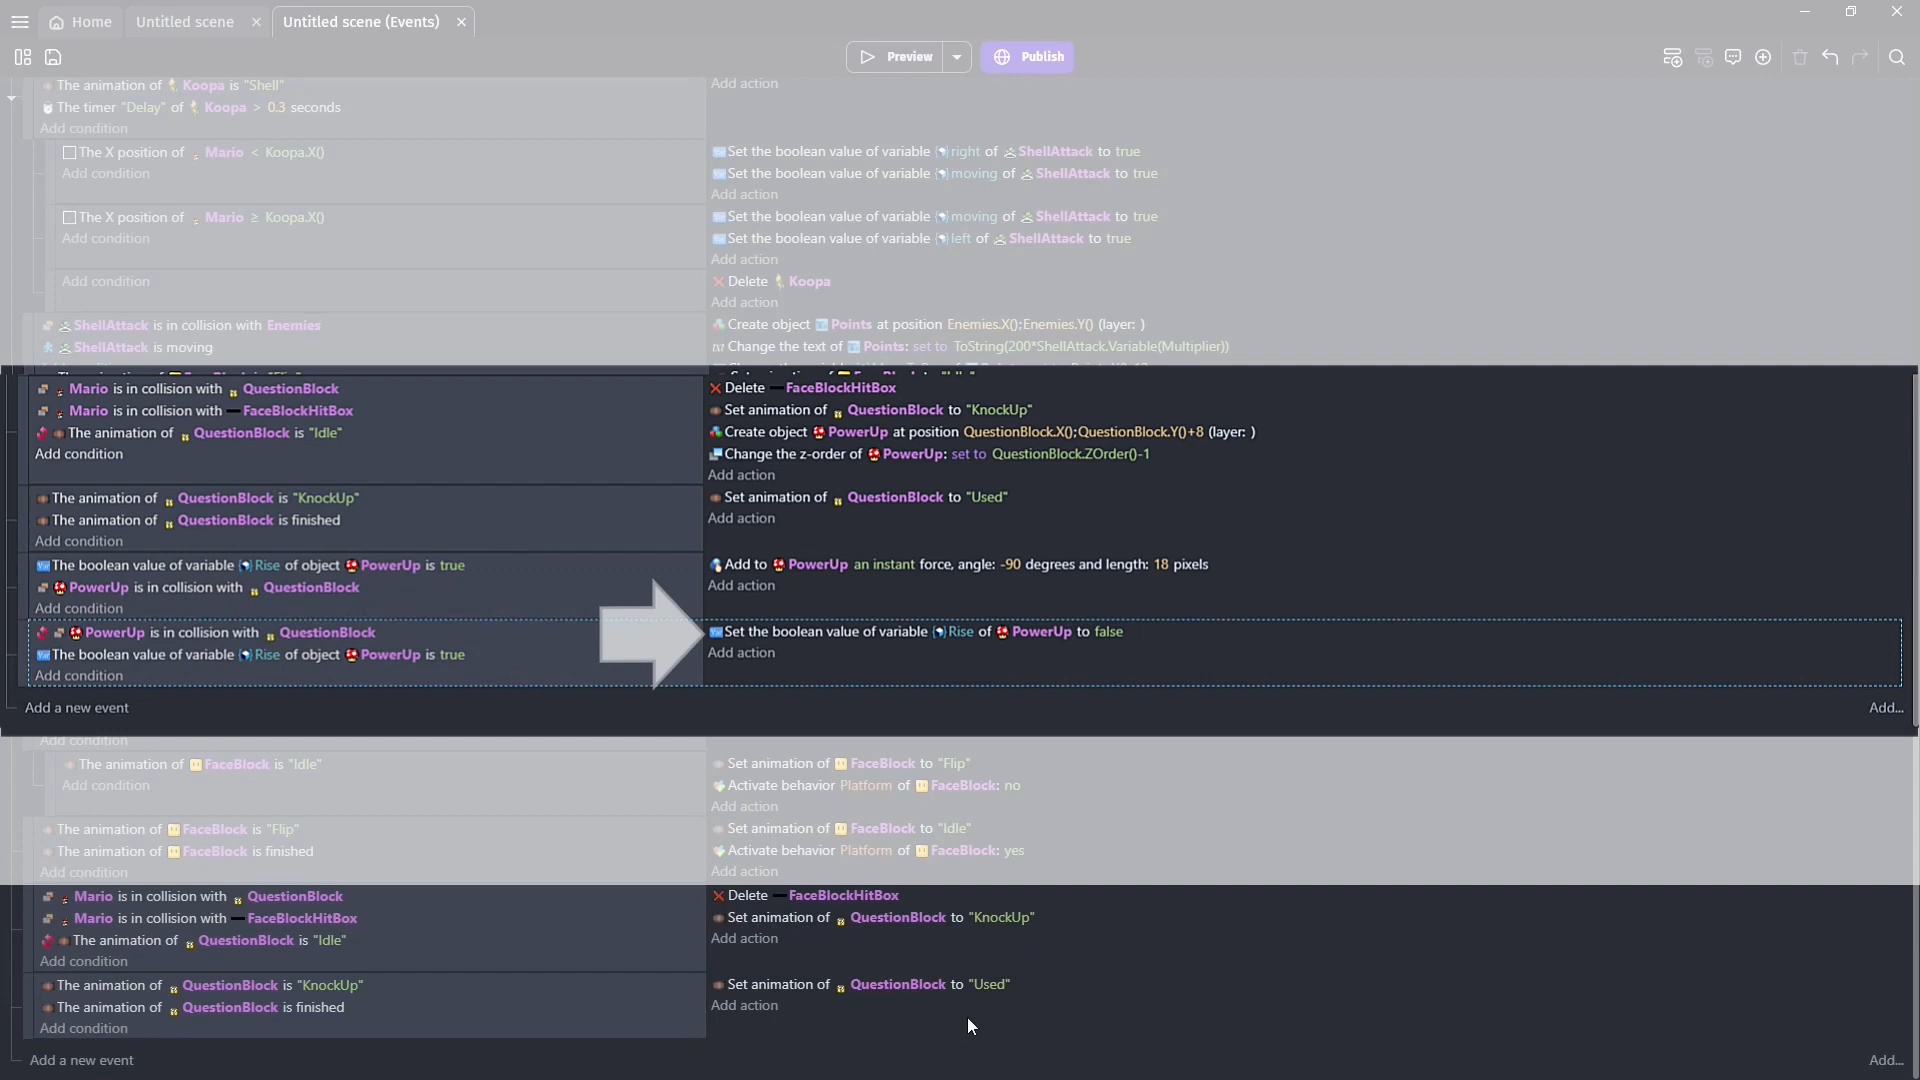 Home
Untitled scene
Untitled scene (Events)
Preview
Publish
The animation of Koopa is "Shell"
Add action
The timer "Delay" of Koopa > 0.3 seconds
Add condition
The X position of Mario < Koopa.X()
Set the boolean value of variable right of ShellAttack to true
Add condition
Set the boolean value of variable moving of ShellAttack to true
Add action
The X position of Mario ≥ Koopa.X()
Set the boolean value of variable moving of ShellAttack to true
Add condition
Set the boolean value of variable left of ShellAttack to true
Add action
Add condition
Delete Koopa
Add action
ShellAttack is in collision with Enemies
Create object Points at position Enemies.X();Enemies.Y() (layer: )
ShellAttack is moving
Change the text of Points: set to ToString(200*ShellAttack.Variable(Multiplier))
Mario is in collision with QuestionBlock
Delete FaceBlockHitBox
Mario is in collision with FaceBlockHitBox
Set animation of QuestionBlock to "KnockUp"
The animation of QuestionBlock is "Idle"
Create object PowerUp at position QuestionBlock.X();QuestionBlock.Y()+8 (layer: )
Add condition
Change the z-order of PowerUp: set to QuestionBlock.ZOrder()-1
Add action
The animation of QuestionBlock is "KnockUp"
Set animation of QuestionBlock to "Used"
The animation of QuestionBlock is finished
Add action
Add condition
The boolean value of variable Rise of object PowerUp is true
Add to PowerUp an instant force, angle: -90 degrees and length: 18 pixels
PowerUp is in collision with QuestionBlock
Add action
Add condition
PowerUp is in collision with QuestionBlock
Set the boolean value of variable Rise of PowerUp to false
The boolean value of variable Rise of object PowerUp is true
Add action
Add condition
Add a new event
Add...
Add condition
The animation of FaceBlock is "Idle"
Set animation of FaceBlock to "Flip"
Add condition
Activate behavior Platform of FaceBlock: no
Add action
The animation of FaceBlock is "Flip"
Set animation of FaceBlock to "Idle"
The animation of FaceBlock is finished
Activate behavior Platform of FaceBlock: yes
Add condition
Add action
Mario is in collision with QuestionBlock
Delete FaceBlockHitBox
Mario is in collision with FaceBlockHitBox
Set animation of QuestionBlock to "KnockUp"
The animation of QuestionBlock is "Idle"
Add action
Add condition
The animation of QuestionBlock is "KnockUp"
Set animation of QuestionBlock to "Used"
The animation of QuestionBlock is finished
Add action
Add condition
Add a new event
Add...